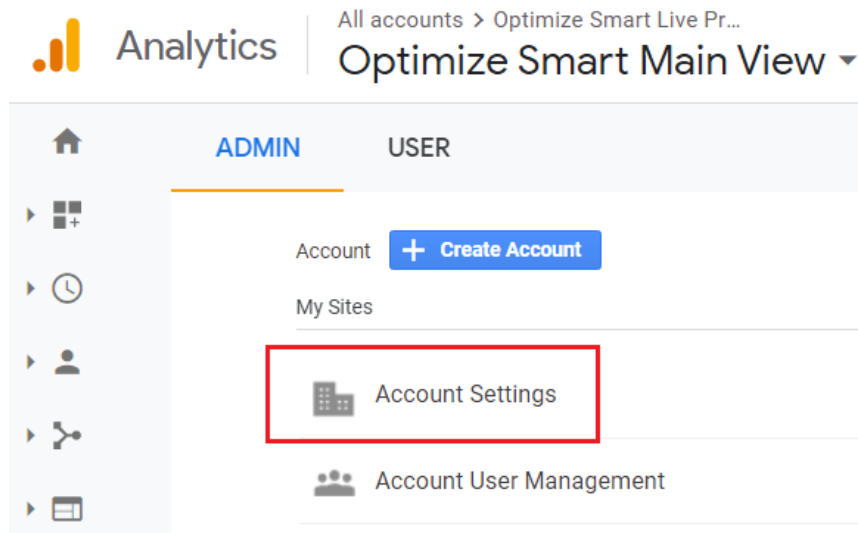 All accounts > Optimize Smart Live Pr...
Analytics
Optimize Smart Main View
ADMIN
USER
Account
+ Create Account
My Sites
Account Settings
Account User Management